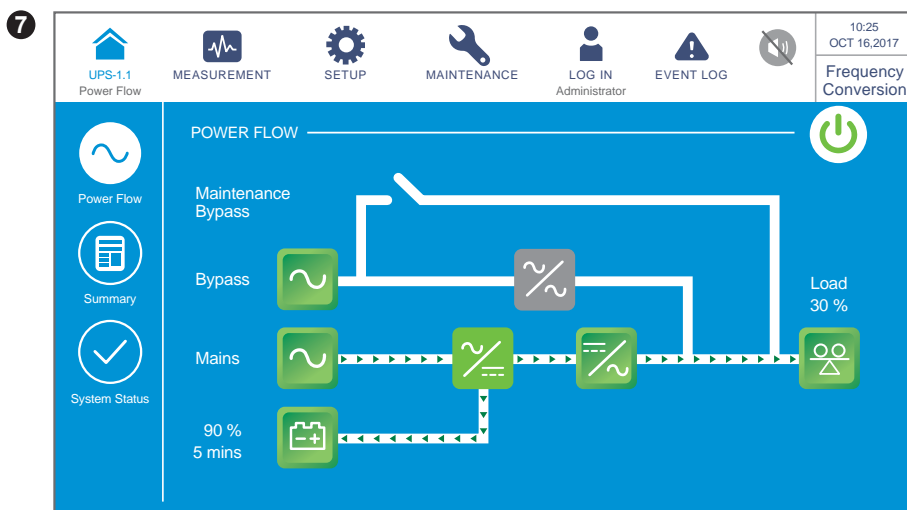 7
UPS-1.1
Power Flow
MEASUREMENT
SETUP
MAINTENANCE
LOG IN
Administrator
EVENT LOG
10:25
OCT 16,2017
Frequency
Conversion
POWER FLOW
Power Flow
Summary
System Status
Maintenance
Bypass
Bypass
Load
30 %
Mains
90 %
5 mins